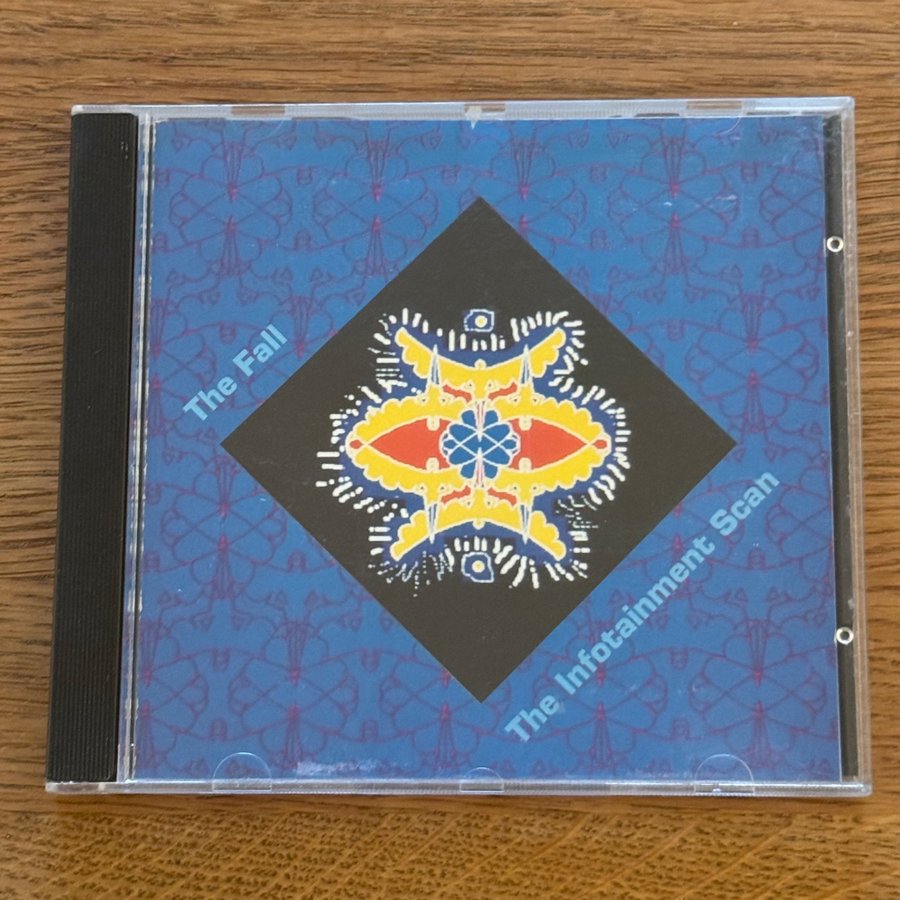 The Fall
The Infotainment Scan